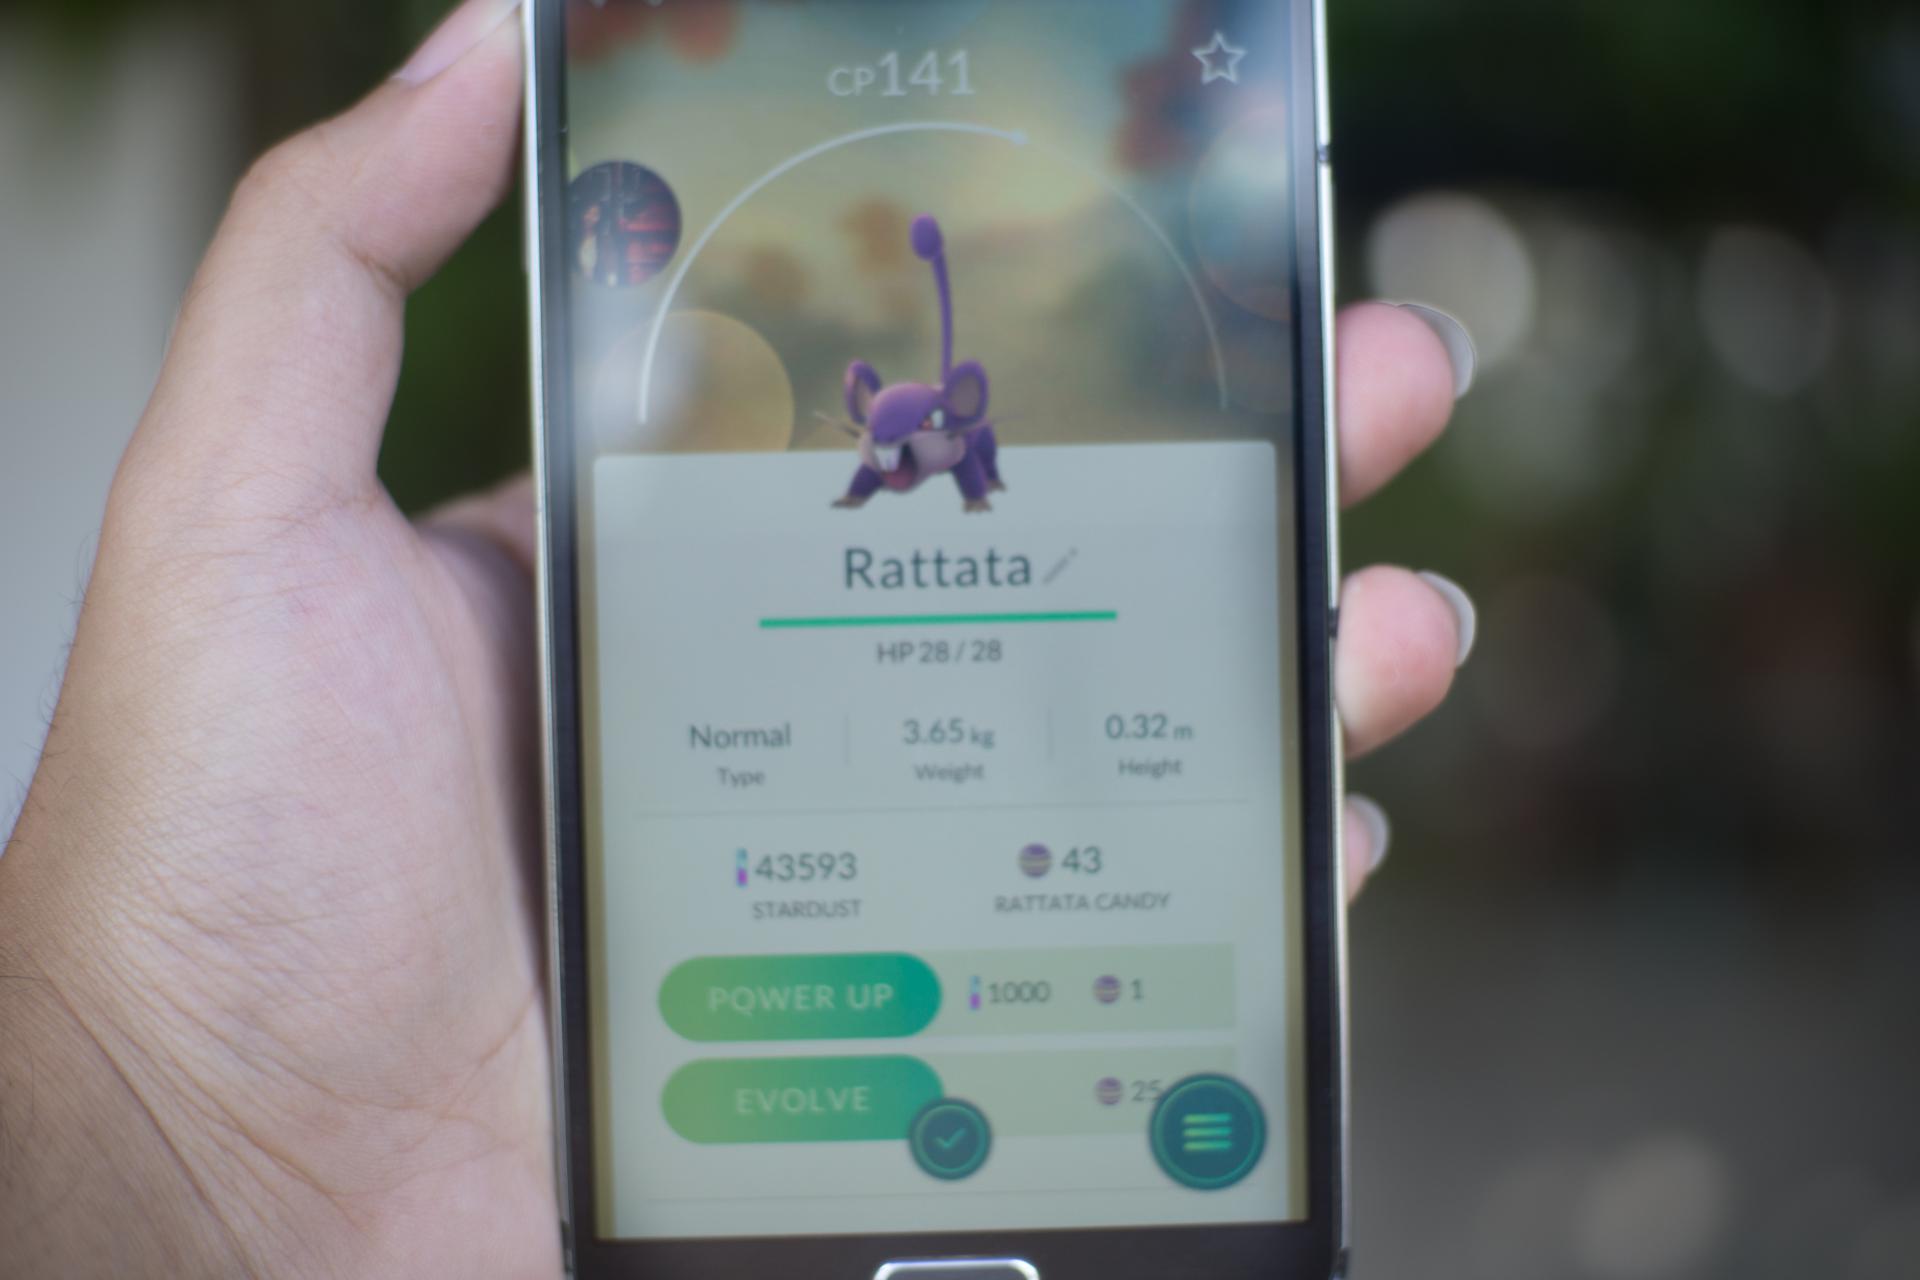 CP141
Rattata
HP 28 / 28
Normal 3.65 kg 0.32 m
Type Weight Height
43593 43
STARDUST RATTATA CANDY
POWER UP 1000 1
EVOLVE 25